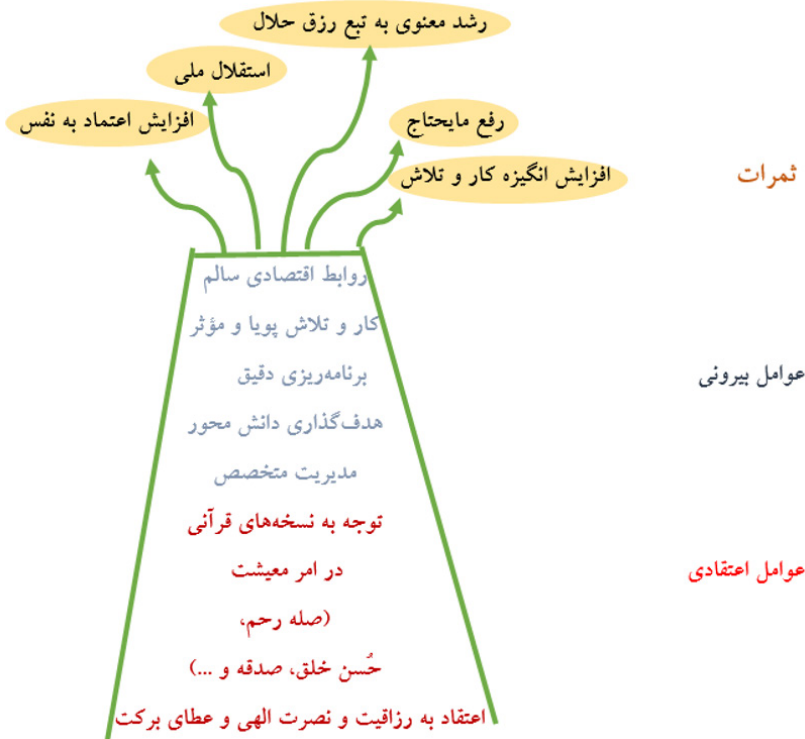 رشد معنوی به تبع رزق حلال
استقلال ملی
افزایش اعتماد به نفس
رفع مایحتاج
افزایش انگیزه کار و تلاش
ثمرات
روابط اقتصادی سالم
کار و تلاش پویا و مؤثر
برنامه‌ریزی دقیق
عوامل بیرونی
هدف‌گذاری دانش محور
مدیریت متخصص
توجه به نسخه‌های قرآنی
در امر معیشت
عوامل اعتقادی
(صله رحم،
حُسن خلق، صدقه و ...)
اعتقاد به رزاقیت و نصرت الهی و عطای برکت